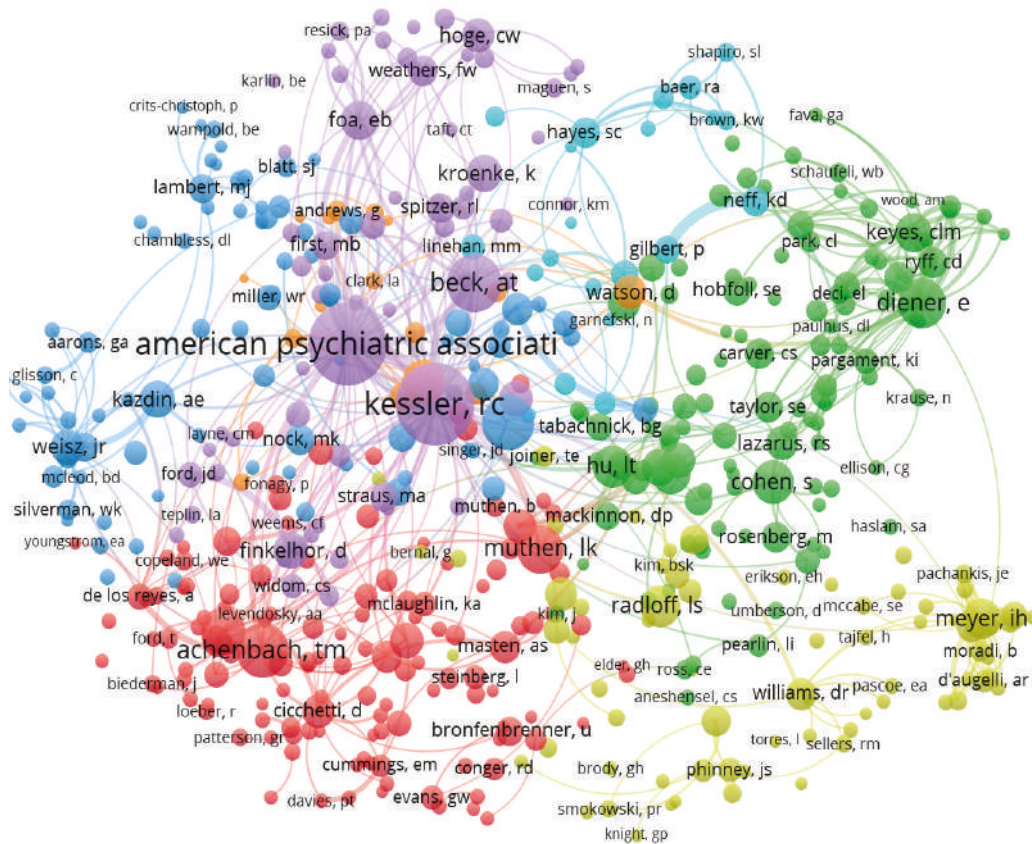 resick, pa
hoge, cw
shapiro, sl
karlin, be
weathers, fw
baer, ra
maguen, s
crits-christoph, p
wampold, be
foa, eb
taft, ct
hayes, sc
brown, kw
fava, ga
blatt, sj
lambert, mj
kroenke, k
schaufeli, wb
andrews, g
spitzer, rl
connor, km
neff, kd
wood, am
chambless, dl
first, mb
linehan, mm
gilbert, p
park, cl
keyes, clm
ryff, cd
clark, la
beck, at
miller, wr
watson, d
hobfoll, se
deci, el
diener, e
garnefski, n
paulhus, dl
aarons, ga
american psychiatric associati
carver, cs
pargament, ki
glisson, c
kazdin, ae
kessler, rc
taylor, se
krause, n
layne, cm
tabachnick, bg
weisz, jr
nock, mk
singer, jd
joiner, te
lazarus, rs
mcleod, bd
ford, jd
fonagy, p
hu, lt
ellison, cg
silverman, wk
straus, ma
cohen, s
teplin, la
weems, cf
muthen, b
mackinnon, dp
youngstrom, ea
haslam, sa
copeland, we
finkelhor, d
bernal, g
muthen, lk
rosenberg, m
kim, bsk
erikson, eh
pachankis, je
de los reyes, a
widom, cs
levendosky, aa
mclaughlin, ka
kim, j
radloff, ls
umberson, d
mccabe, se
meyer, ih
ford, t
achenbach, tm
masten, as
pearlin, li
tajfel, h
moradi, b
biederman, j
steinberg, l
elder, gh
ross, ce
d'augelli, ar
aneshensel, cs
williams, dr
pascoe, ea
loeber, r
cicchetti, d
patterson, gr
bronfenbrenner, u
torres, l
sellers, rm
cummings, em
conger, rd
brody, gh
phinney, js
davies, pt
evans, gw
smokowski, pr
knight, gp